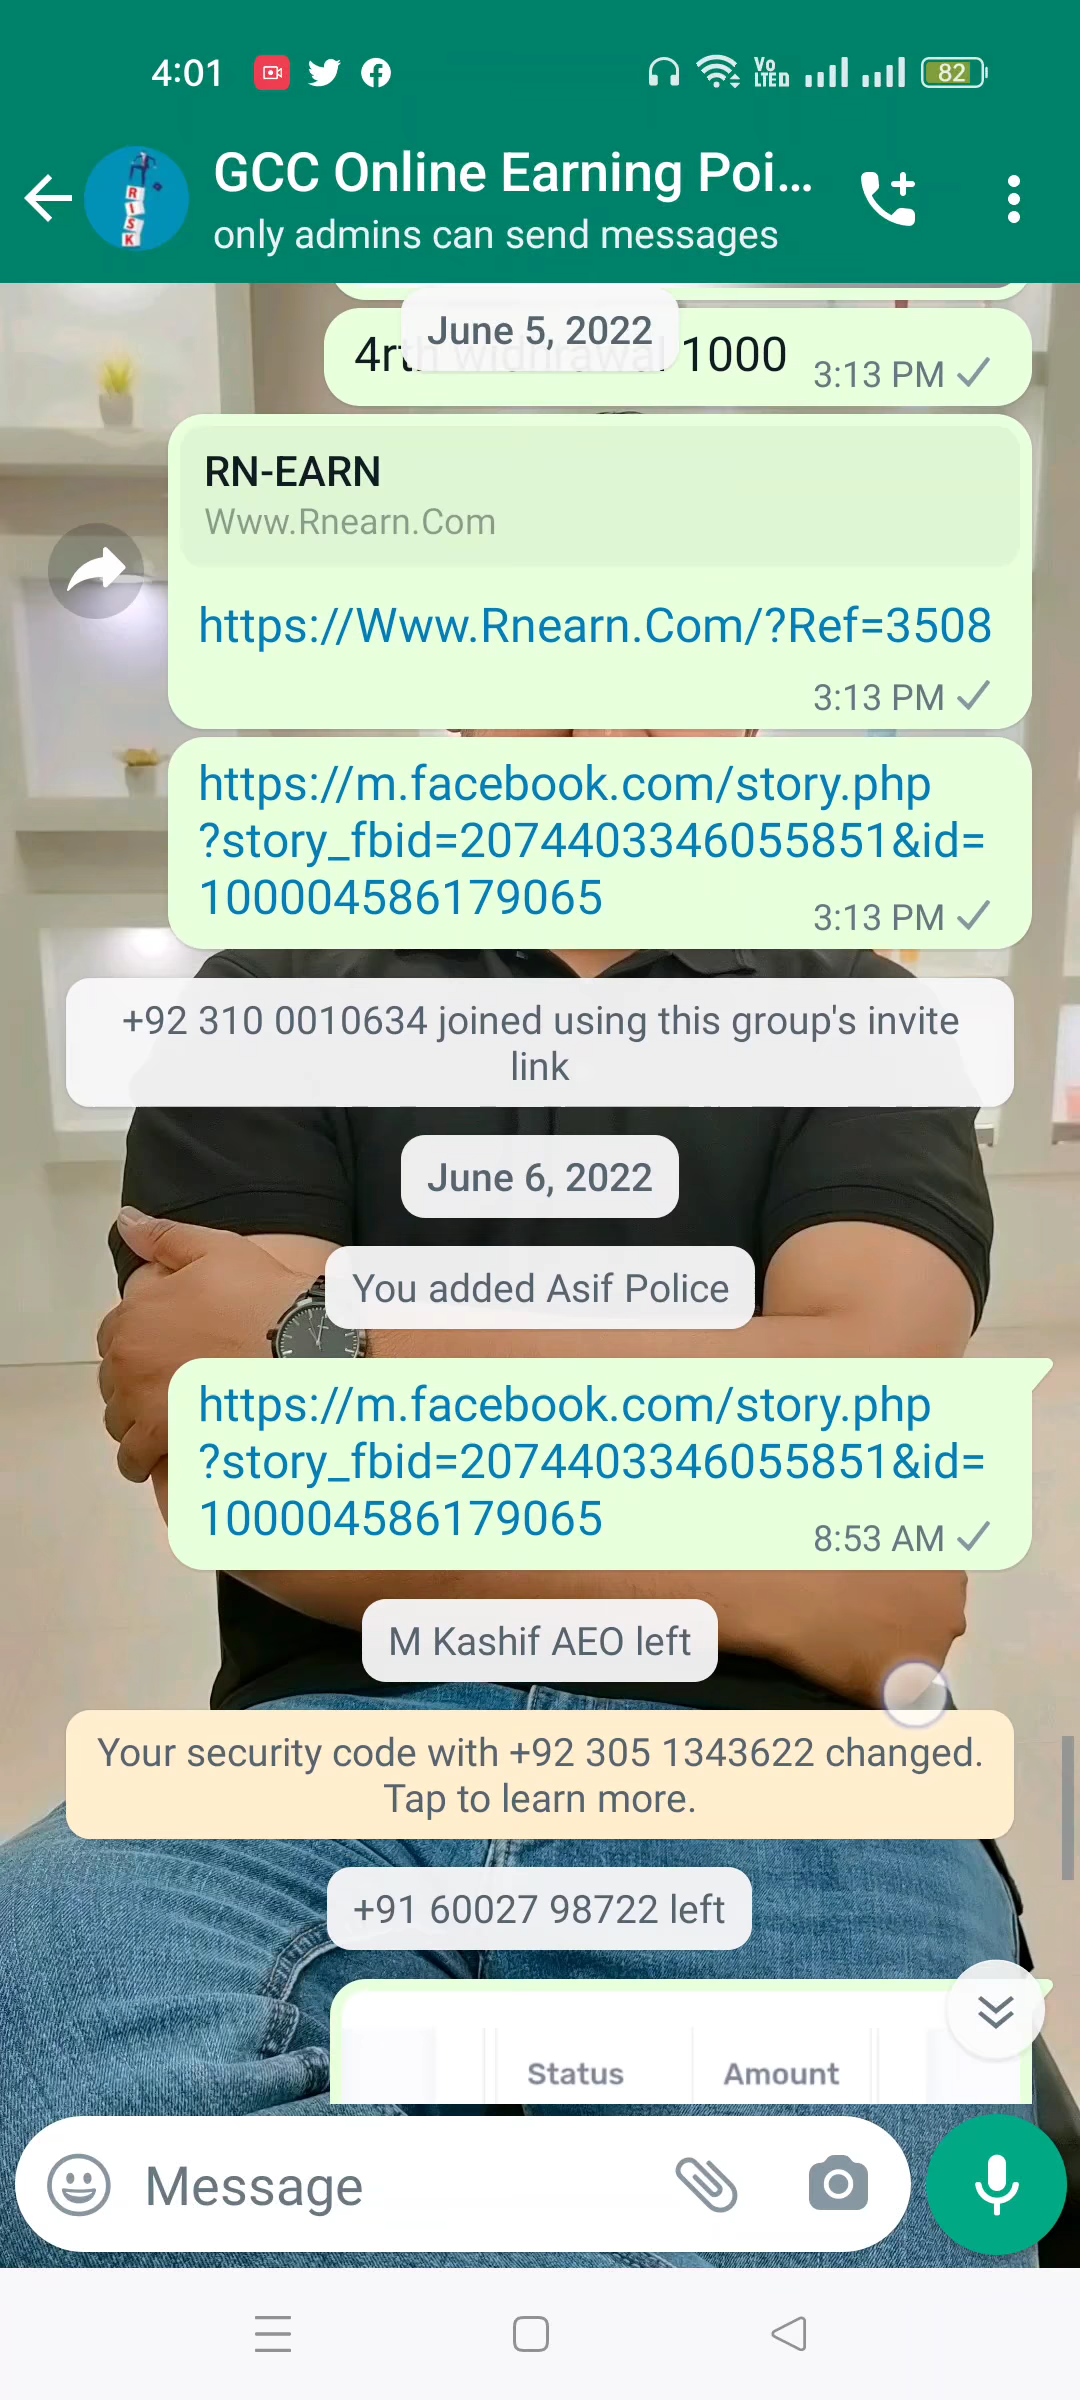 4:01
Vo
LTED
82
GCC Online Earning Poi...
only admins can send messages
RISK
June 5, 2022
4rth widhrawal 1000
3:13 PM
RN-EARN
Www.Rnearn.Com
https://Www.Rnearn.Com/?Ref=3508
3:13 PM
https://m.facebook.com/story.php
?story_fbid=2074403346055851&id=
100004586179065
3:13 PM
+92 310 0010634 joined using this group's invite
link
June 6, 2022
You added Asif Police
https://m.facebook.com/story.php
?story_fbid=2074403346055851&id=
100004586179065
8:53 AM
M Kashif AEO left
Your security code with +92 305 1343622 changed.
Tap to learn more.
+91 60027 98722 left
Status Amount
Message